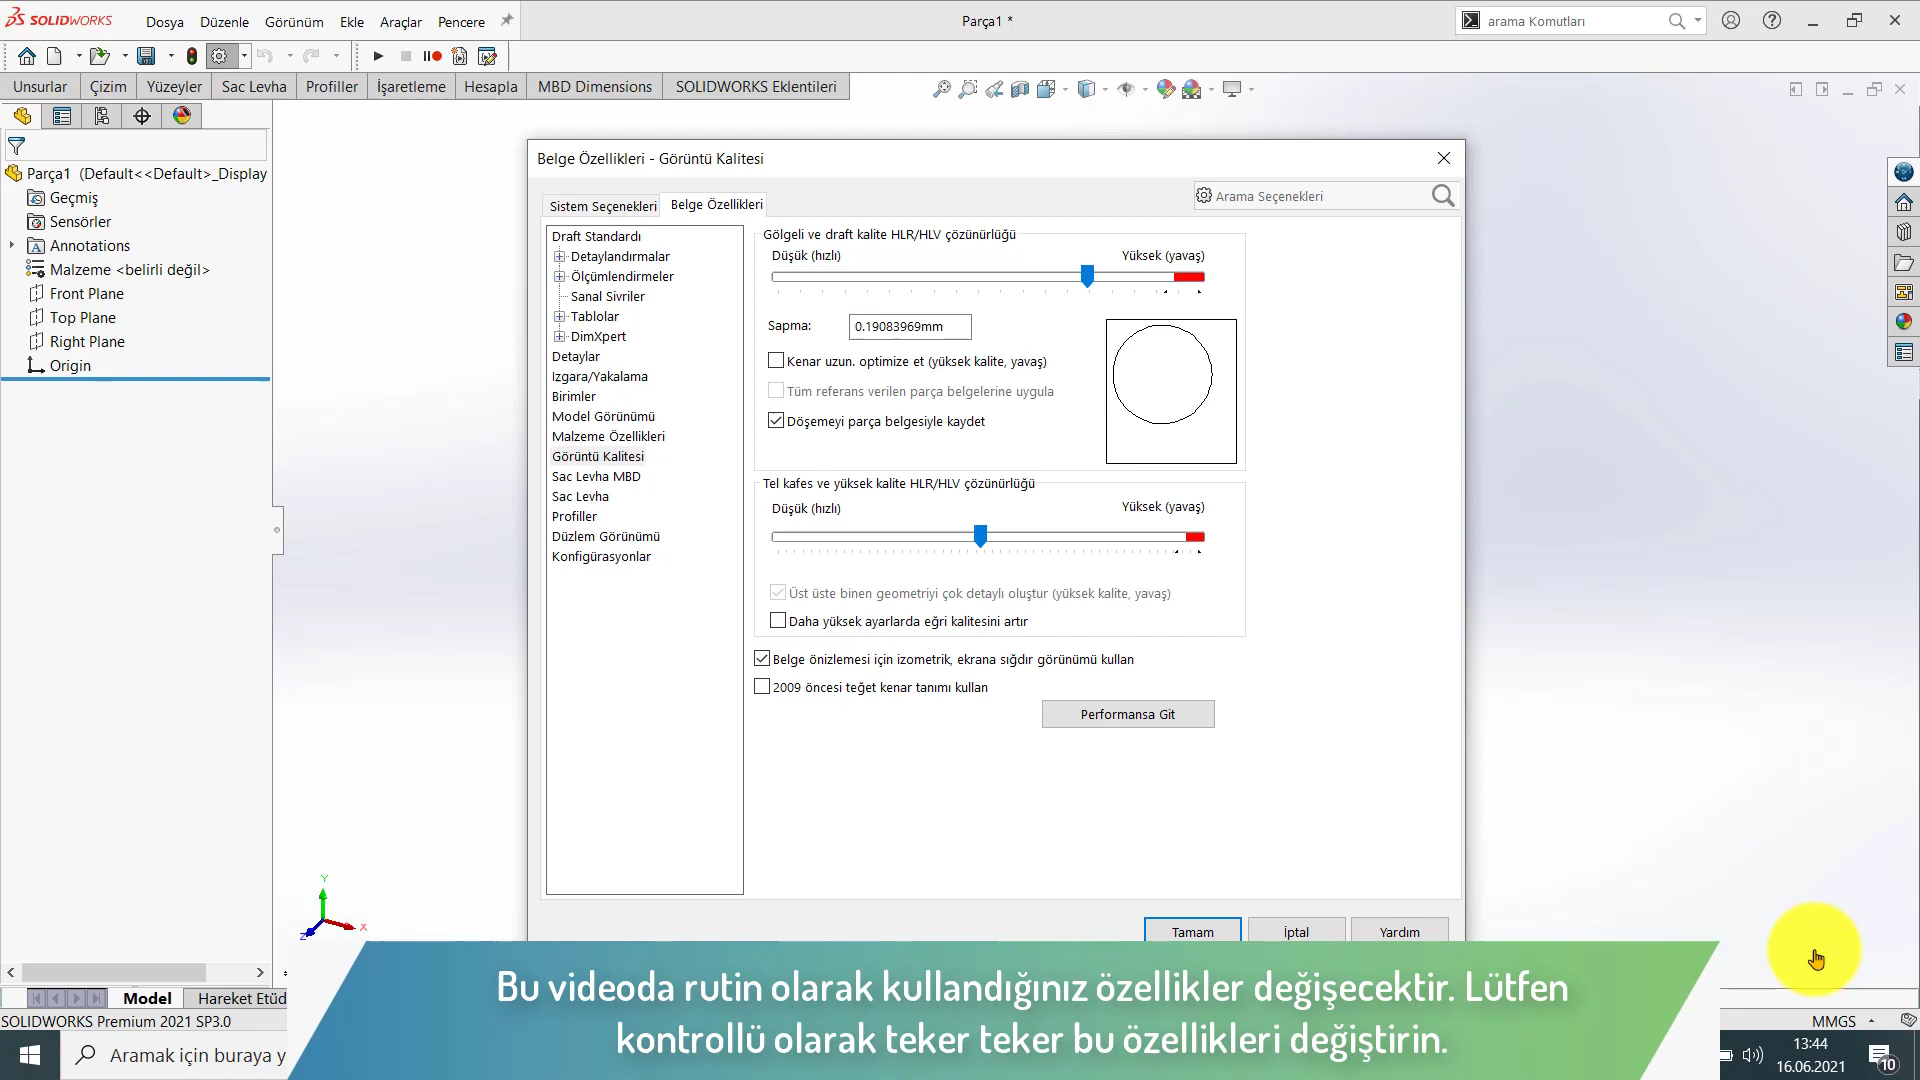 SOLIDWORKS
Dosya Düzenle Görünüm Ekle Araçlar Pencere
Parça1 *
arama Komutları
Unsurlar Çizim Yüzeyler Sac Levha Profiller İşaretleme Hesapla MBD Dimensions SOLIDWORKS Eklentileri
Parça1 (Default<<Default>_Display
Geçmiş
Sensörler
Annotations
Malzeme <belirli değil>
Front Plane
Top Plane
Right Plane
Origin
Belge Özellikleri - Görüntü Kalitesi
Sistem Seçenekleri Belge Özellikleri
Arama Seçenekleri
Draft Standardı
Detaylandırmalar
Ölçümlendirmeler
Sanal Sivriler
Tablolar
DimXpert
Detaylar
Izgara/Yakalama
Birimler
Model Görünümü
Malzeme Özellikleri
Görüntü Kalitesi
Sac Levha MBD
Sac Levha
Profiller
Düzlem Görünümü
Konfigürasyonlar
Gölgeli ve draft kalite HLR/HLV çözünürlüğü
Düşük (hızlı) Yüksek (yavaş)
Sapma: 0.19083969mm
Kenar uzun. optimize et (yüksek kalite, yavaş)
Tüm referans verilen parça belgelerine uygula
Döşemeyi parça belgesiyle kaydet
Tel kafes ve yüksek kalite HLR/HLV çözünürlüğü
Düşük (hızlı) Yüksek (yavaş)
Üst üste binen geometriyi çok detaylı oluştur (yüksek kalite, yavaş)
Daha yüksek ayarlarda eğri kalitesini artır
Belge önizlemesi için izometrik, ekrana sığdır görünümü kullan
2009 öncesi teğet kenar tanımı kullan
Performansa Git
Tamam İptal Yardım
Y
X
Z
Bu videoda rutin olarak kullandığınız özellikler değişecektir. Lütfen
kontrollü olarak teker teker bu özellikleri değiştirin.
Model Hareket Etüd
SOLIDWORKS Premium 2021 SP3.0
MMGS
Aramak için buraya y
13:44
16.06.2021
10